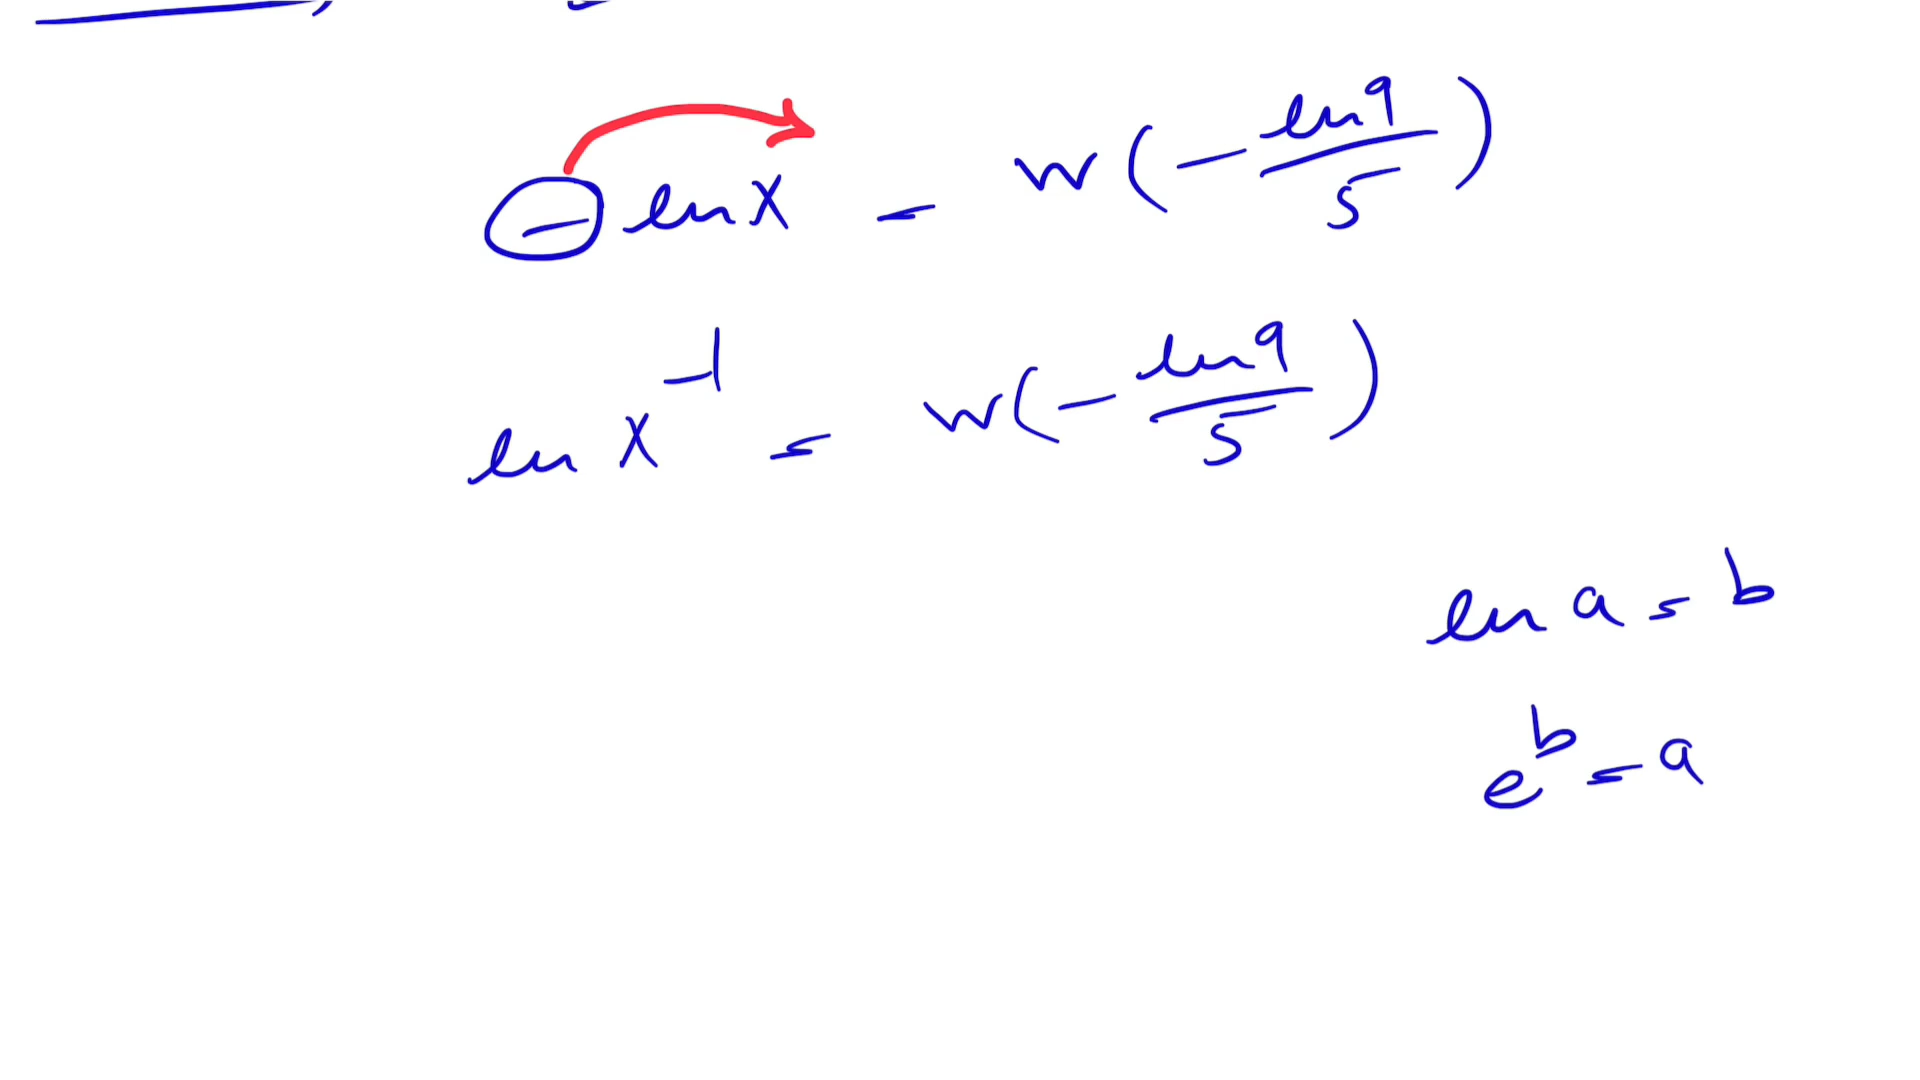 - ln x = w(- ln9/5)
ln x^-1 = w(- ln9/5)
ln a = b
e^b = a